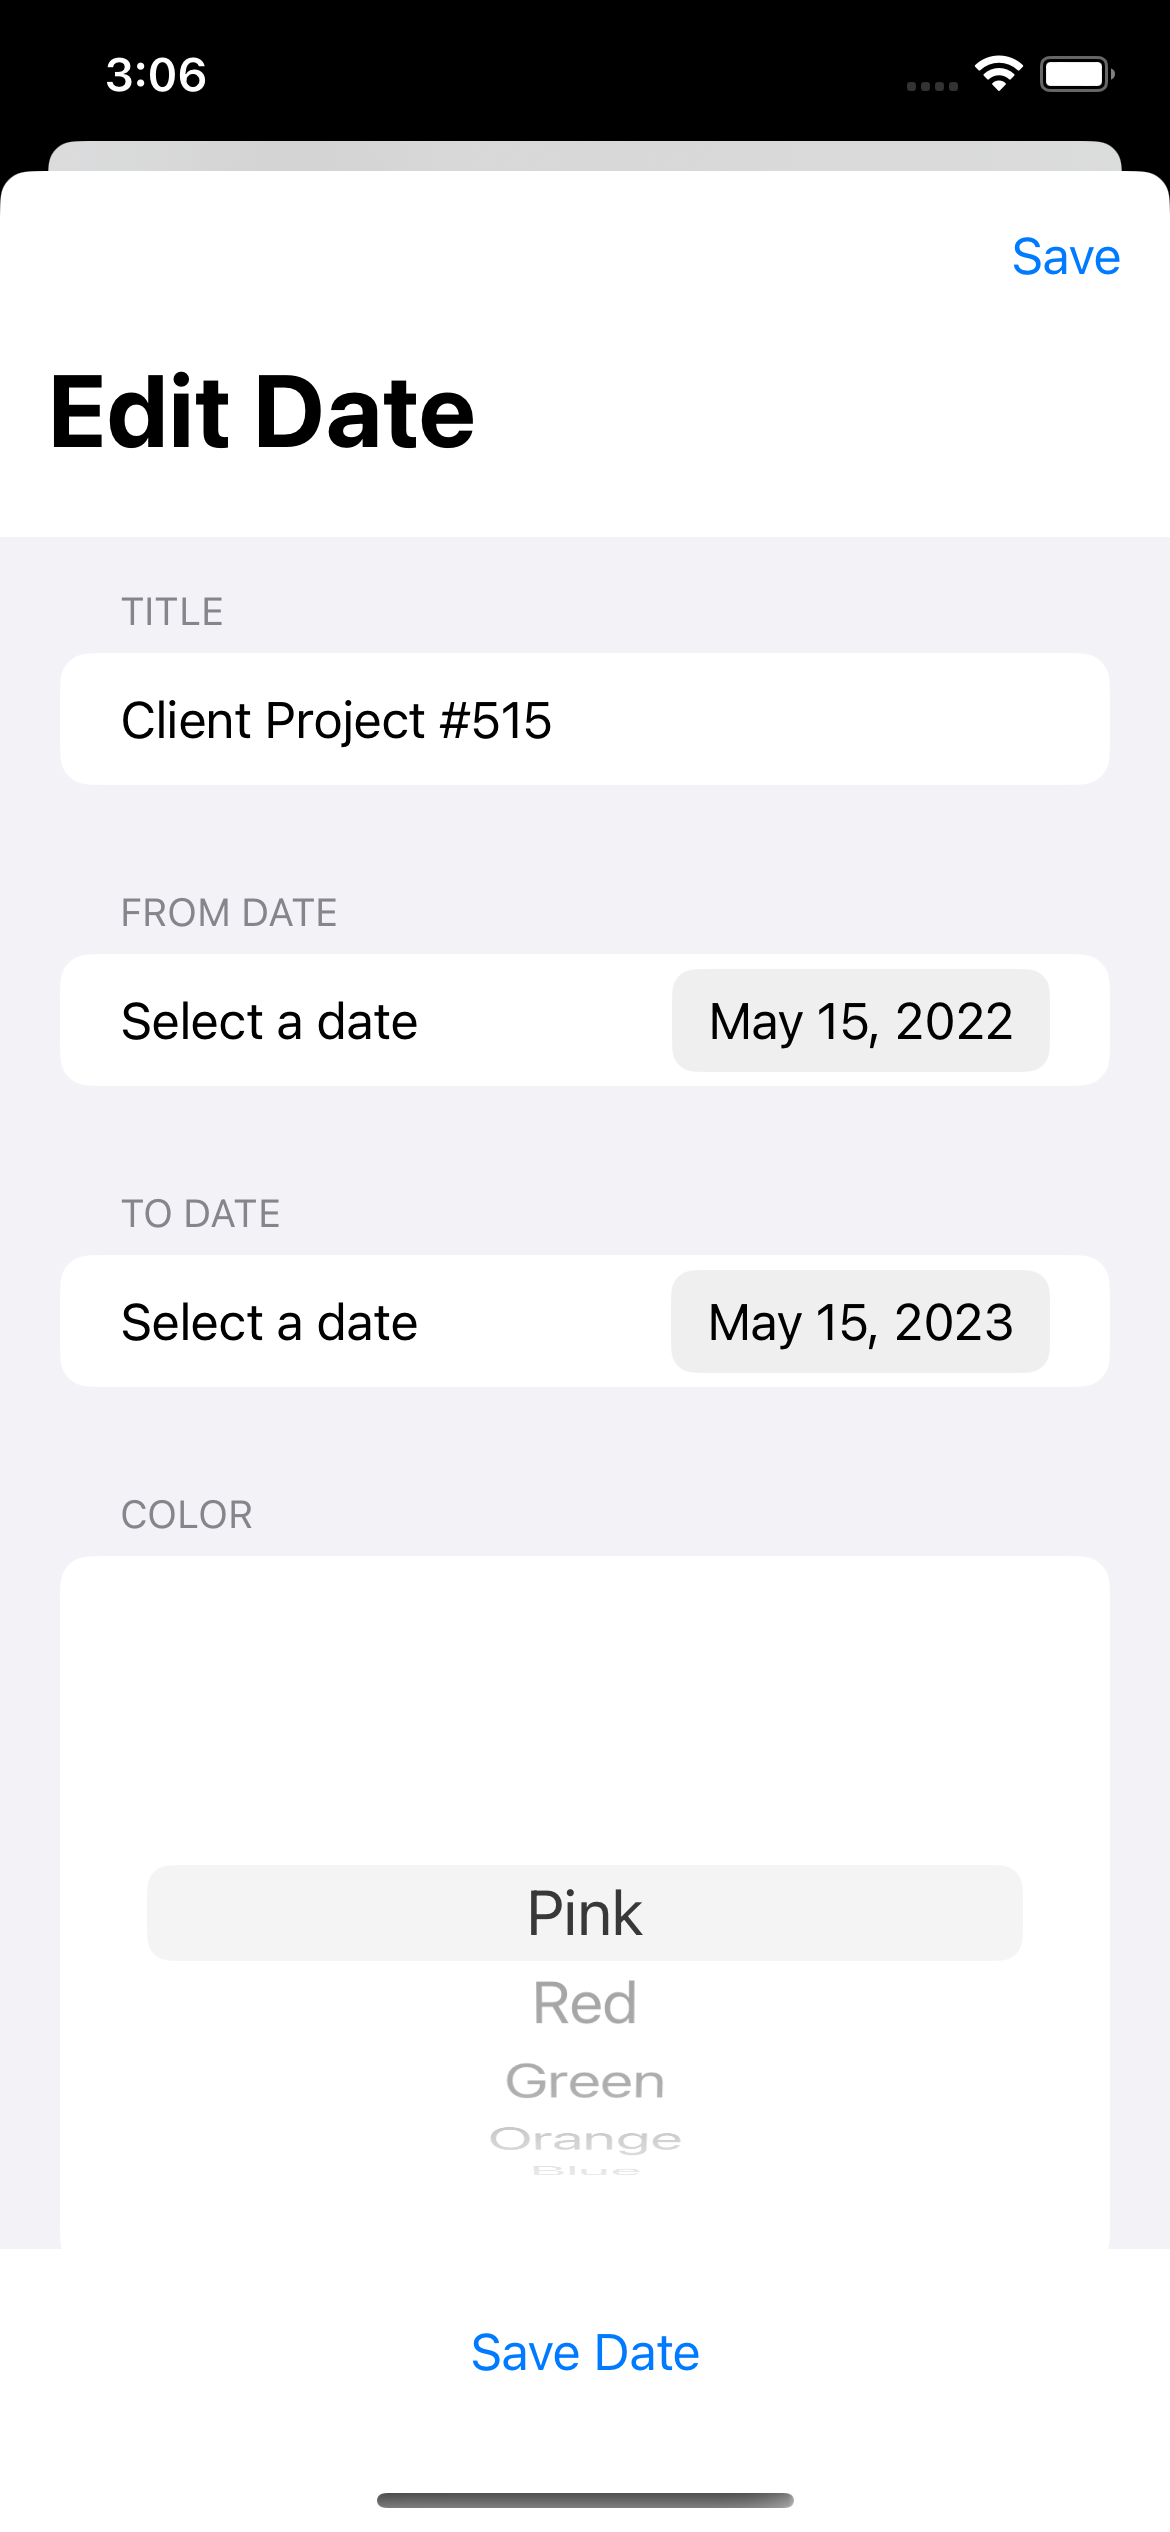 3:06
Save
Edit Date
TITLE
Client Project #515
FROM DATE
Select a date May 15, 2022
TO DATE
Select a date May 15, 2023
COLOR
Pink
Red
Green
Orange
Blue
Save Date